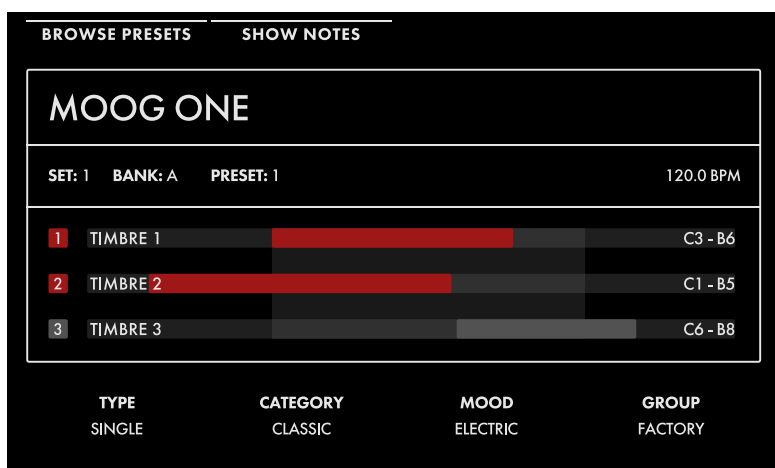 BROWSE PRESETS SHOW NOTES
MOOG ONE
SET: 1 BANK: A PRESET: 1 120.0 BPM
1 TIMBRE 1 C3 - B6
2 TIMBRE 2 C1 - B5
3 TIMBRE 3 C6 - B8
TYPE CATEGORY MOOD GROUP
SINGLE CLASSIC ELECTRIC FACTORY